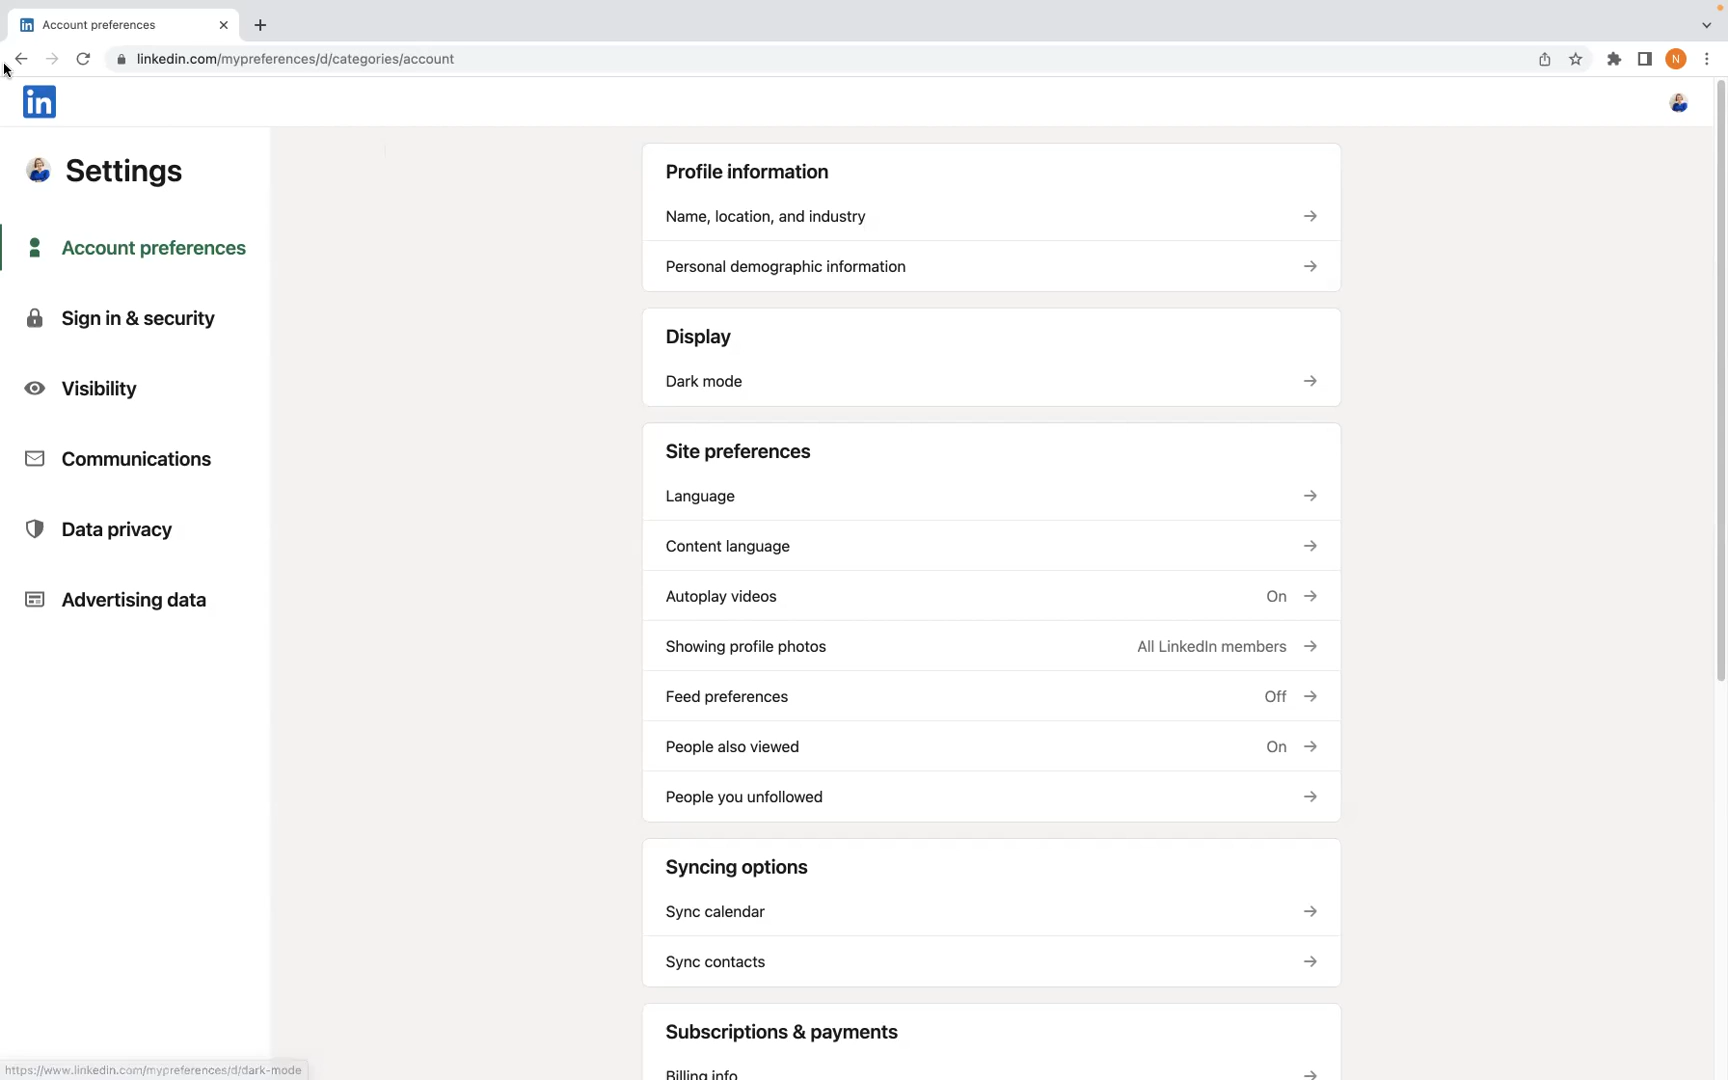 Account preferences
linkedin.com/mypreferences/d/categories/account
N
in
Settings
Account preferences
Sign in & security
Visibility
Communications
Data privacy
Advertising data
Profile information
Name, location, and industry
Personal demographic information
Display
Dark mode
Site preferences
Language
Content language
Autoplay videos On
Showing profile photos All LinkedIn members
Feed preferences Off
People also viewed On
People you unfollowed
Syncing options
Sync calendar
Sync contacts
Subscriptions & payments
Billing info
https://www.linkedin.com/mypreferences/d/dark-mode